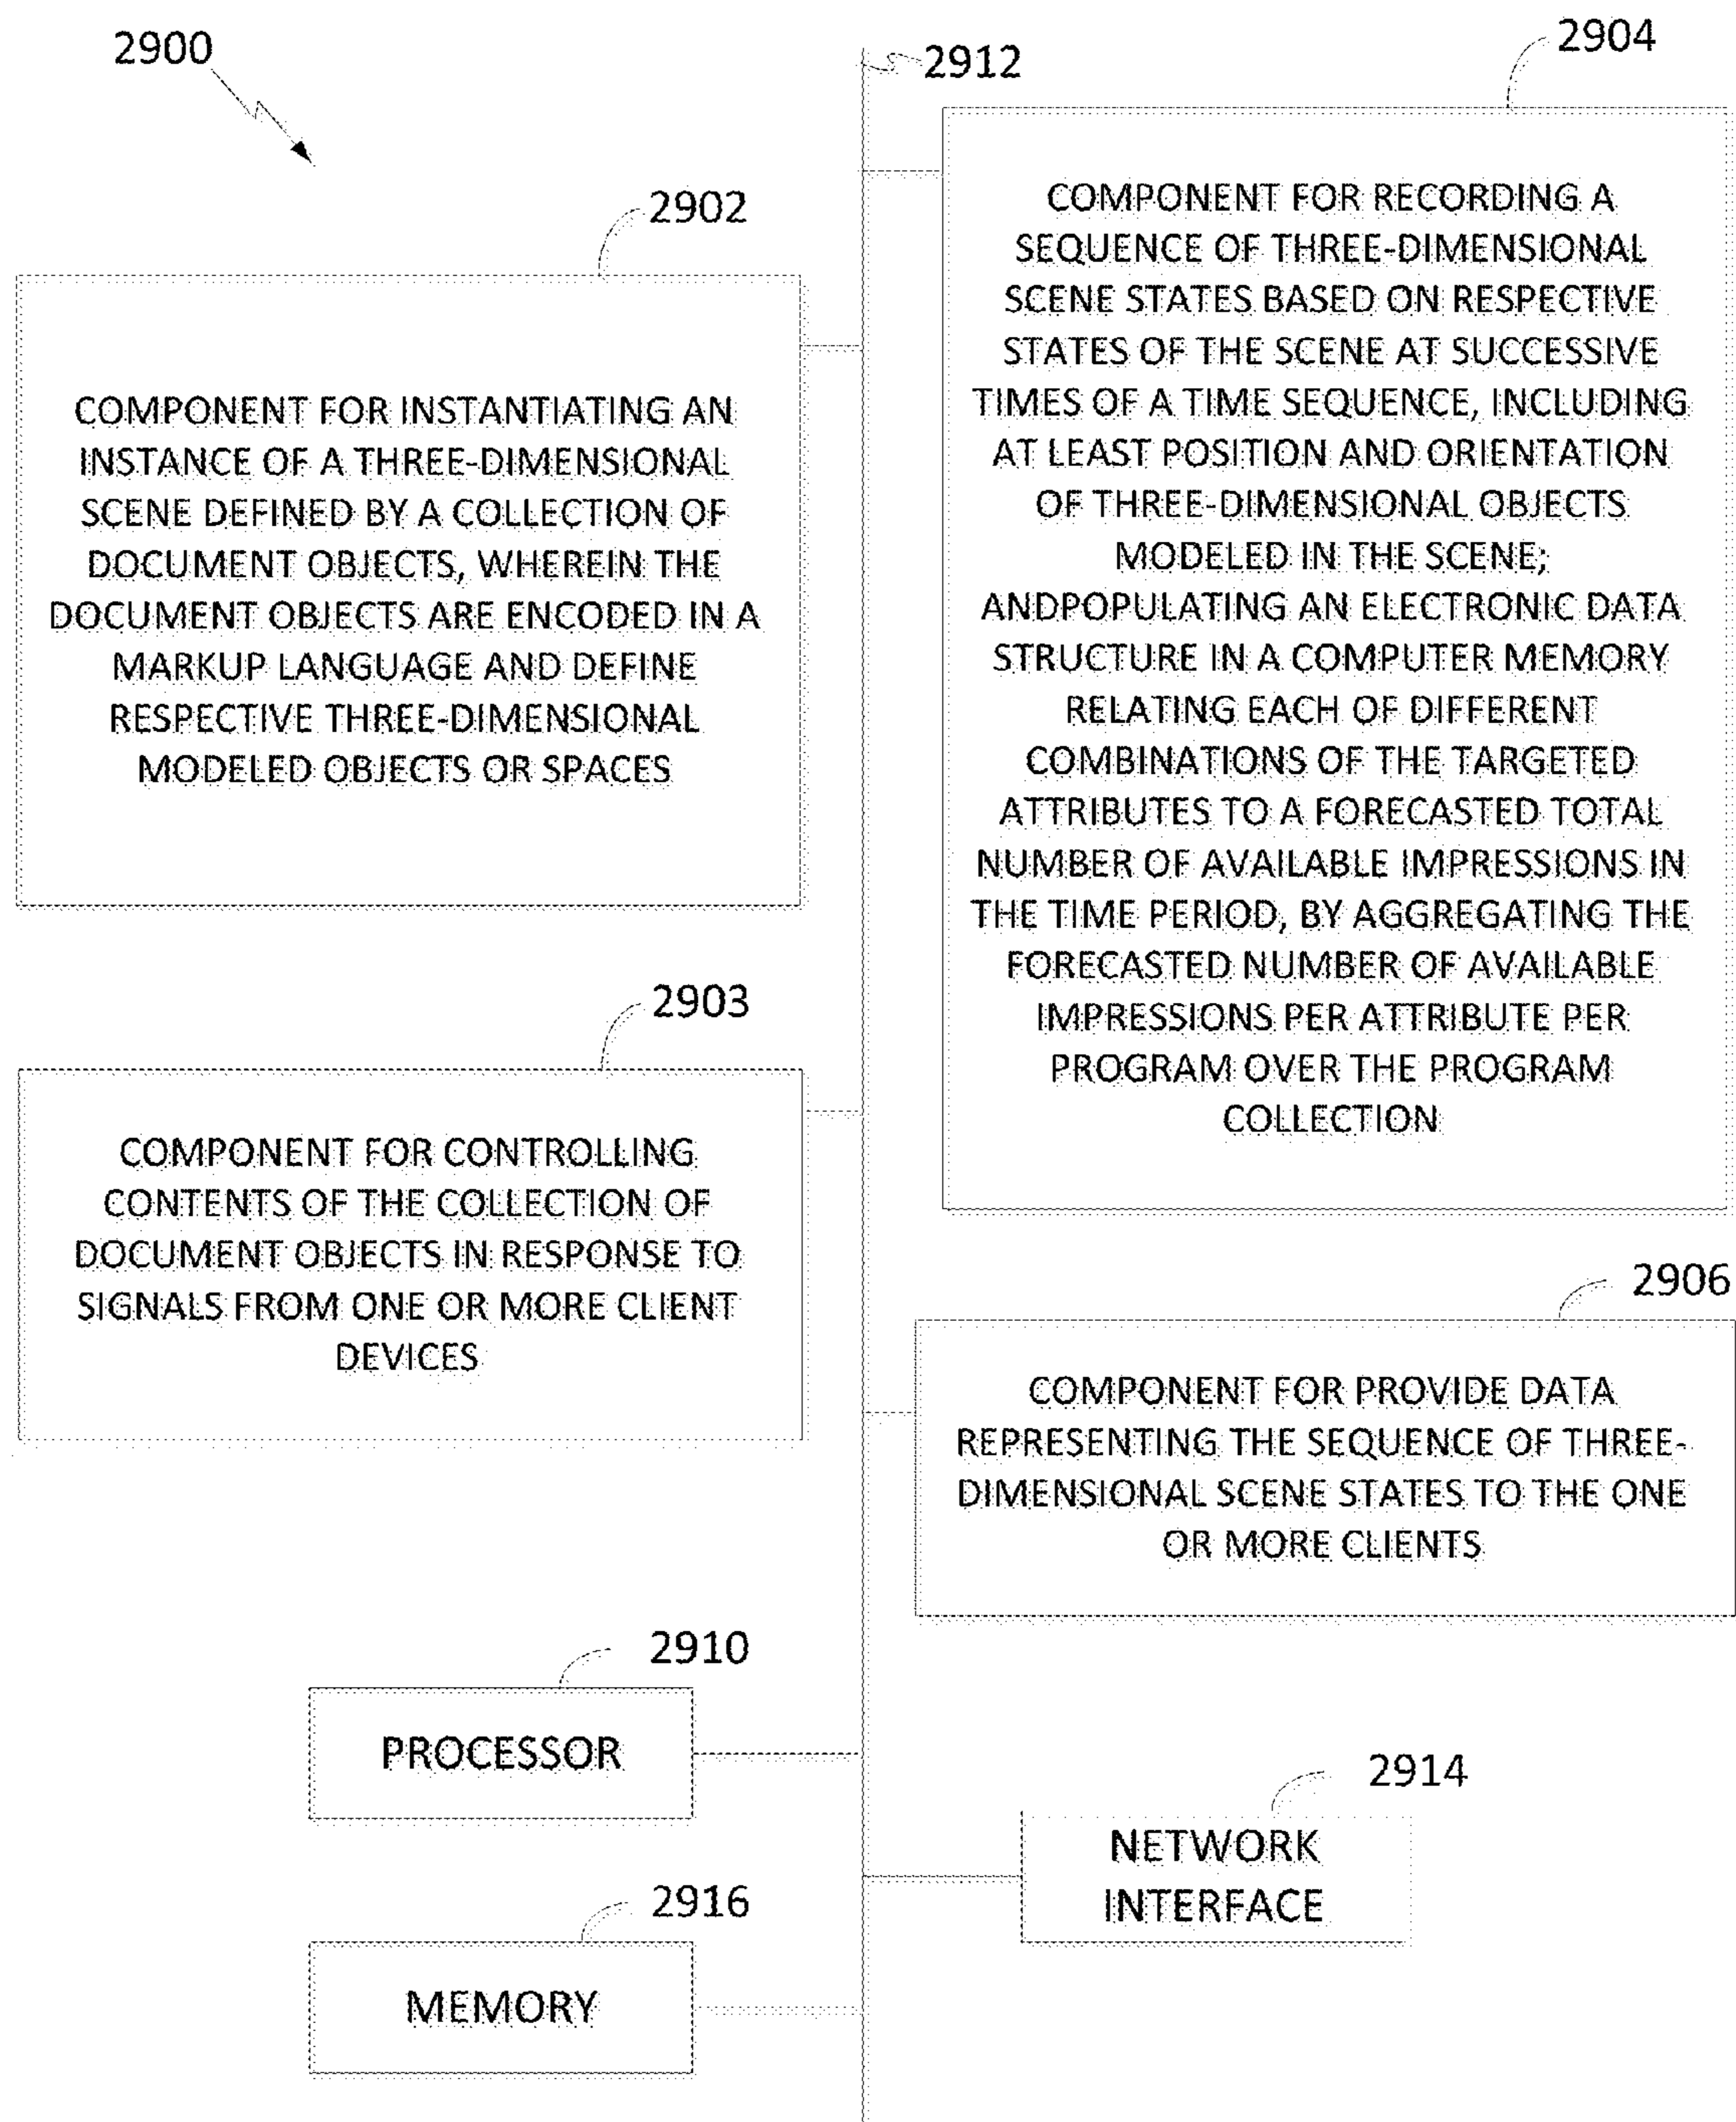 2900
2912
2904
2902
COMPONENT FOR INSTANTIATING AN
INSTANCE OF A THREE-DIMENSIONAL
SCENE DEFINED BY A COLLECTION OF
DOCUMENT OBJECTS, WHEREIN THE
DOCUMENT OBJECTS ARE ENCODED IN A
MARKUP LANGUAGE AND DEFINE
RESPECTIVE THREE-DIMENSIONAL
MODELED OBJECTS OR SPACES
COMPONENT FOR RECORDING A
SEQUENCE OF THREE-DIMENSIONAL
SCENE STATES BASED ON RESPECTIVE
STATES OF THE SCENE AT SUCCESSIVE
TIMES OF A TIME SEQUENCE, INCLUDING
AT LEAST POSITION AND ORIENTATION
OF THREE-DIMENSIONAL OBJECTS
MODELED IN THE SCENE;
ANDPOPULATING AN ELECTRONIC DATA
STRUCTURE IN A COMPUTER MEMORY
RELATING EACH OF DIFFERENT
COMBINATIONS OF THE TARGETED
ATTRIBUTES TO A FORECASTED TOTAL
NUMBER OF AVAILABLE IMPRESSIONS IN
THE TIME PERIOD, BY AGGREGATING THE
FORECASTED NUMBER OF AVAILABLE
IMPRESSIONS PER ATTRIBUTE PER
PROGRAM OVER THE PROGRAM
COLLECTION
2903
COMPONENT FOR CONTROLLING
CONTENTS OF THE COLLECTION OF
DOCUMENT OBJECTS IN RESPONSE TO
SIGNALS FROM ONE OR MORE CLIENT
DEVICES
2906
COMPONENT FOR PROVIDE DATA
REPRESENTING THE SEQUENCE OF THREE-
DIMENSIONAL SCENE STATES TO THE ONE
OR MORE CLIENTS
2910
PROCESSOR
2914
NETWORK
INTERFACE
2916
MEMORY